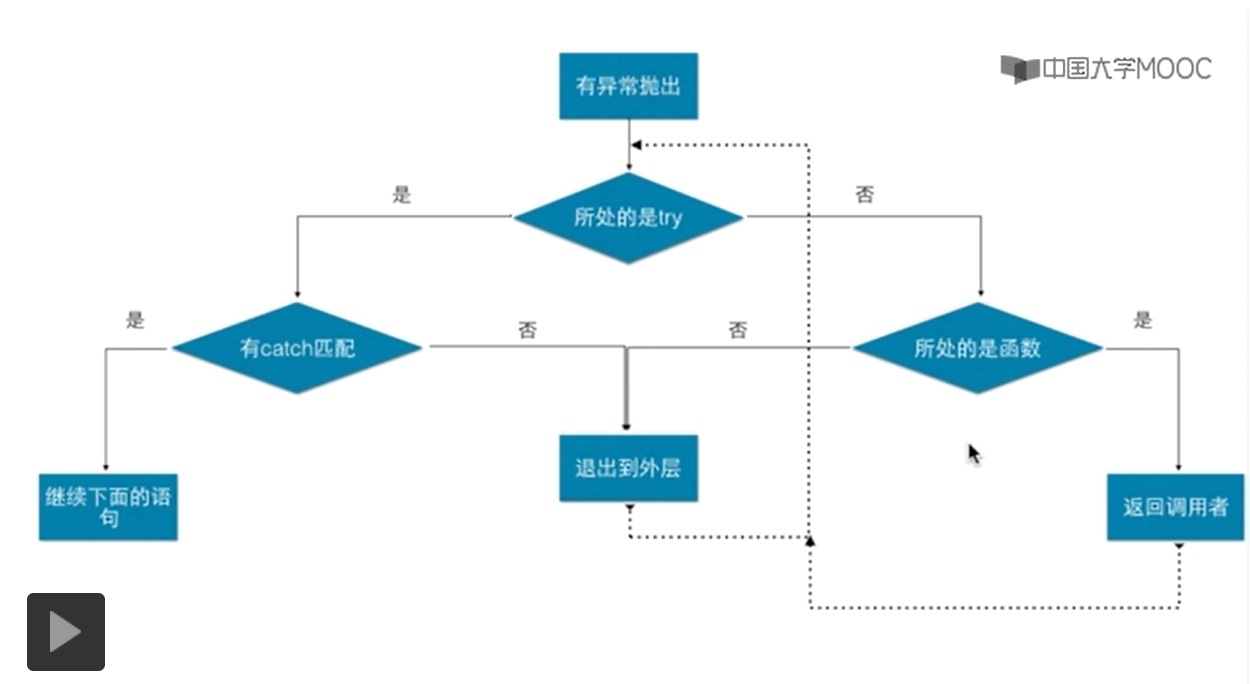 有异常抛出
中国大学MOOC
是
所处的是try
否
是
有catch匹配
否
否
所处的是函数
是
继续下面的语
句
退出到外层
返回调用者